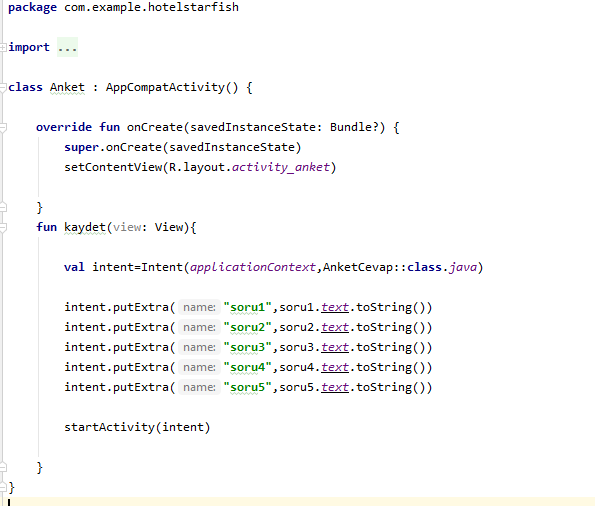 package com.example.hotelstarfish
import ...
class Anket : AppCompatActivity() {
override fun onCreate(savedInstanceState: Bundle?) {
super.onCreate(savedInstanceState)
setContentView(R.layout.activity_anket)
}
fun kaydet(view: View){
val intent=Intent(applicationContext,AnketCevap::class.java)
intent.putExtra( name: "soru1",soru1.text.toString())
intent.putExtra( name: "soru2",soru2.text.toString())
intent.putExtra( name: "soru3",soru3.text.toString())
intent.putExtra( name: "soru4",soru4.text.toString())
intent.putExtra( name: "soru5",soru5.text.toString())
startActivity(intent)
}
}